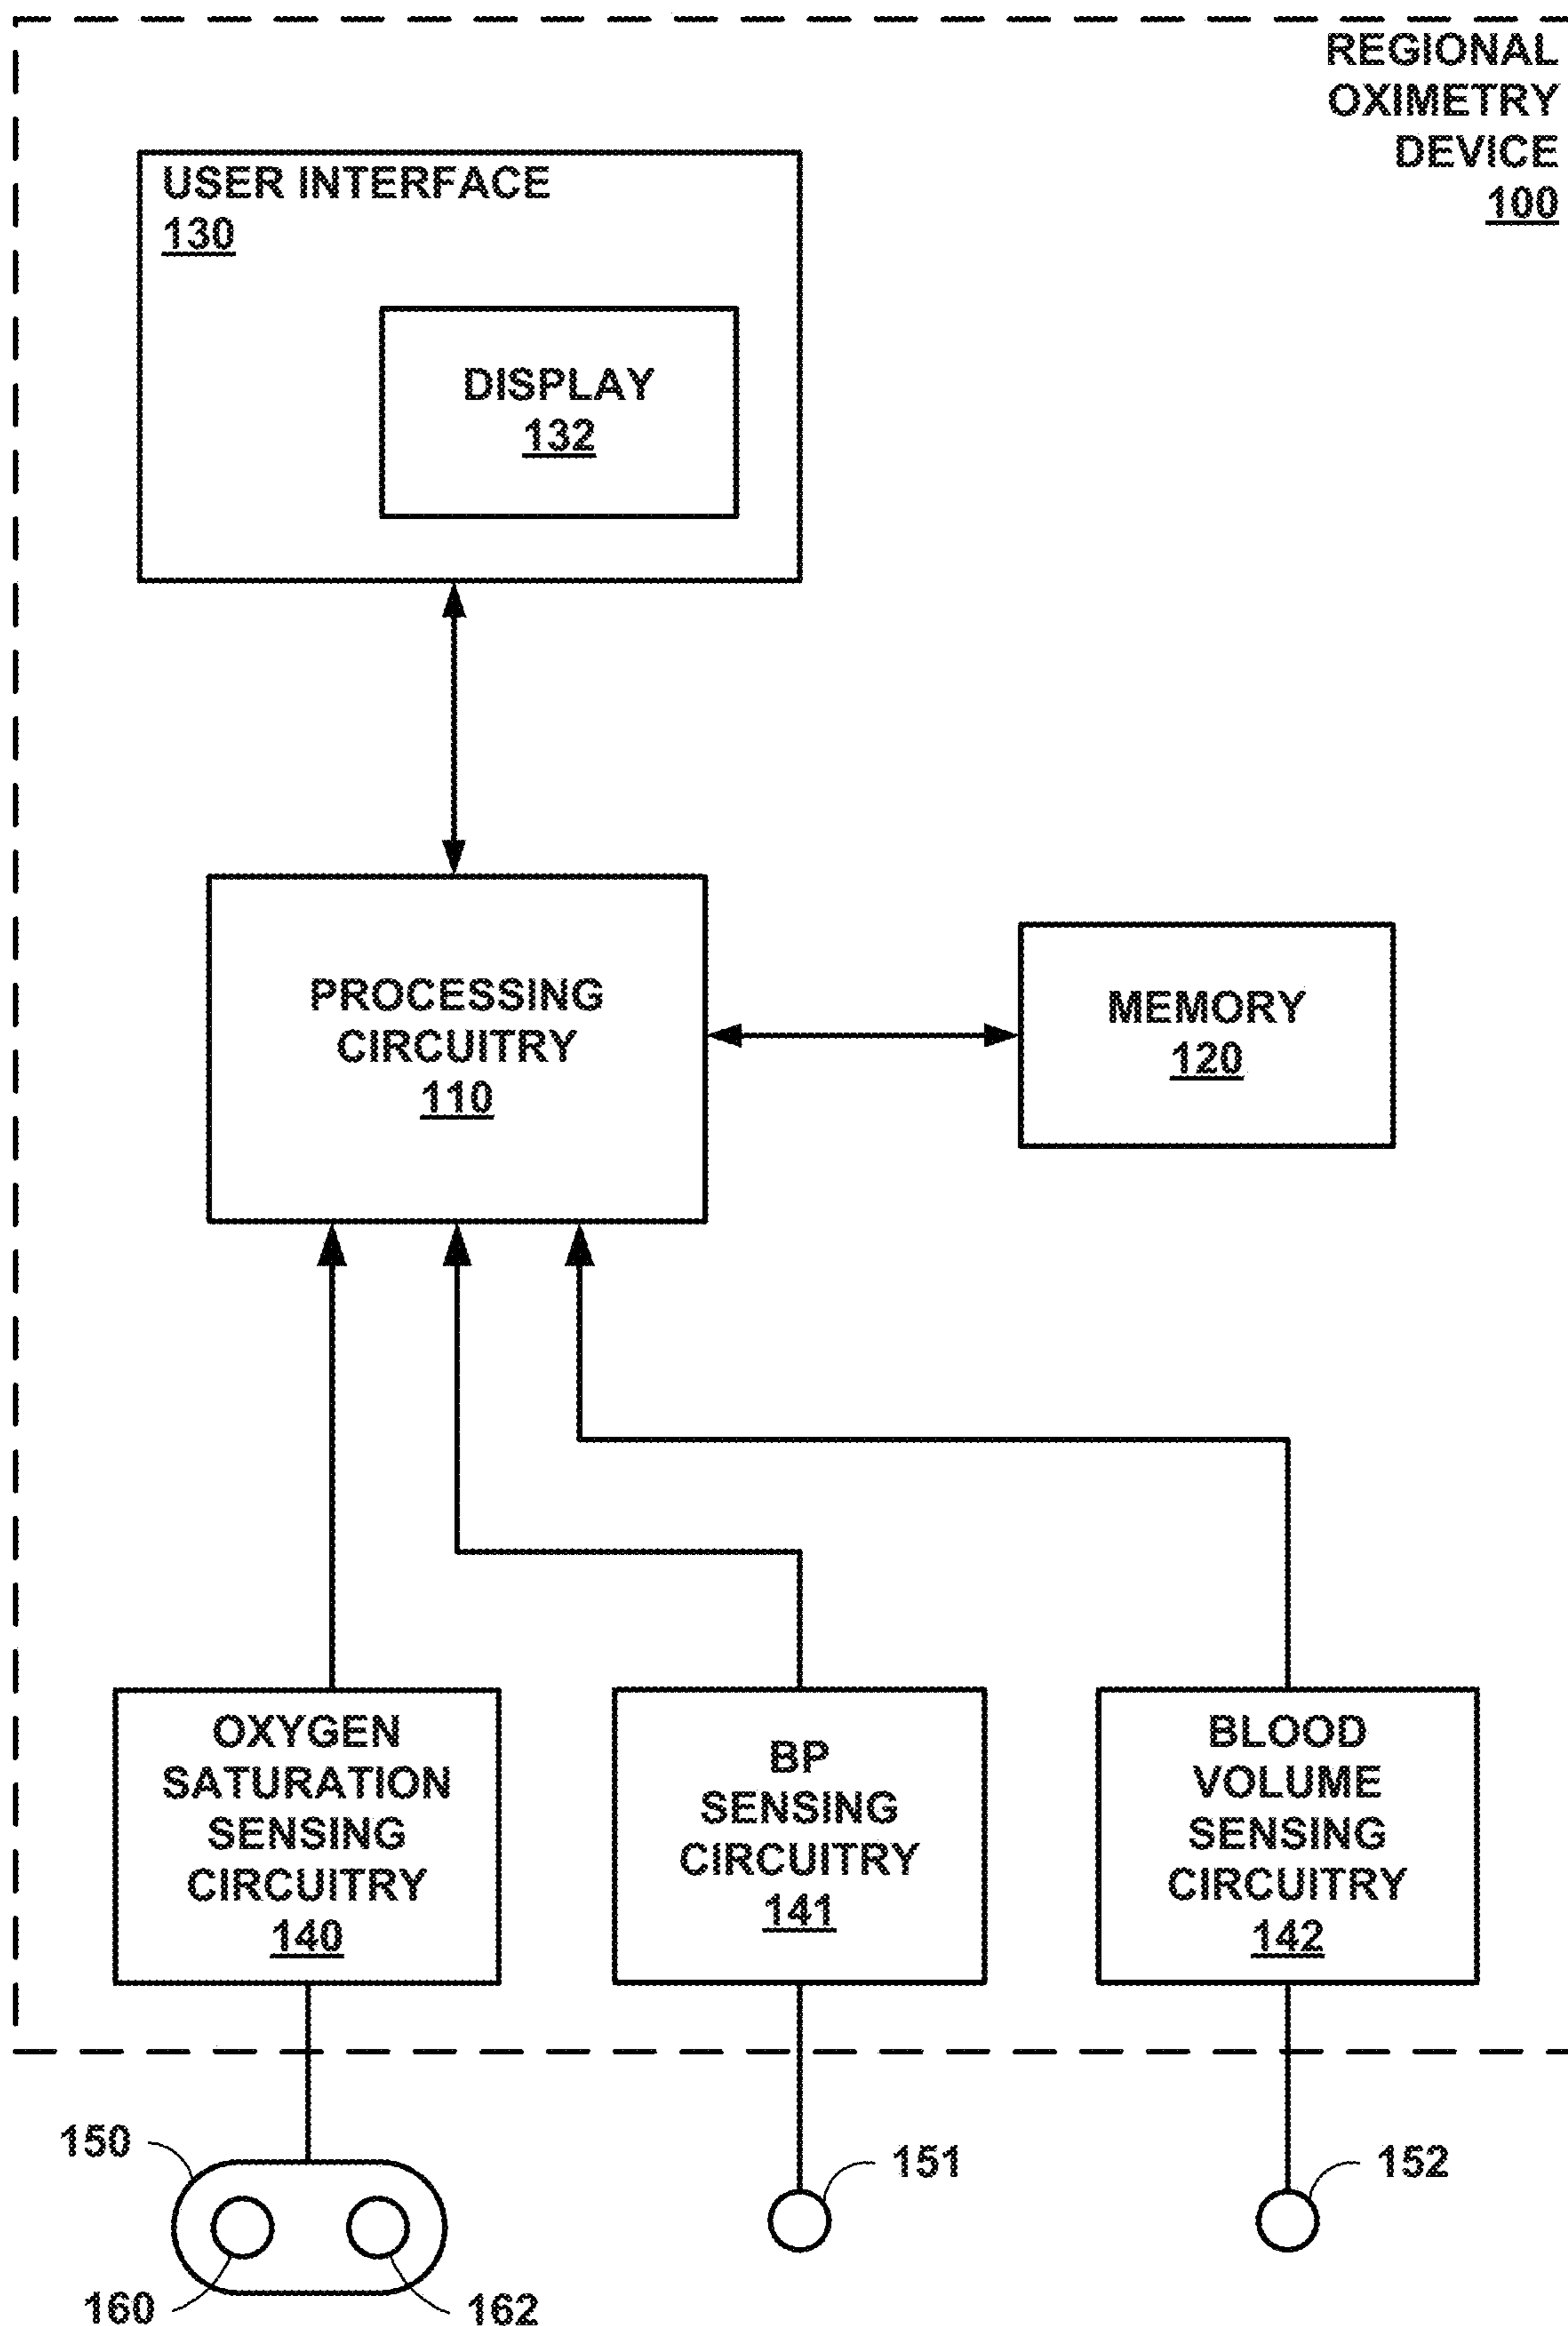 REGIONAL
OXIMETRY
DEVICE
100
USER INTERFACE
130
DISPLAY
132
PROCESSING
CIRCUITRY
110
MEMORY
120
OXYGEN
SATURATION
SENSING
CIRCUITRY
140
BP
SENSING
CIRCUITRY
141
BLOOD
VOLUME
SENSING
CIRCUITRY
142
150
151
152
160
162